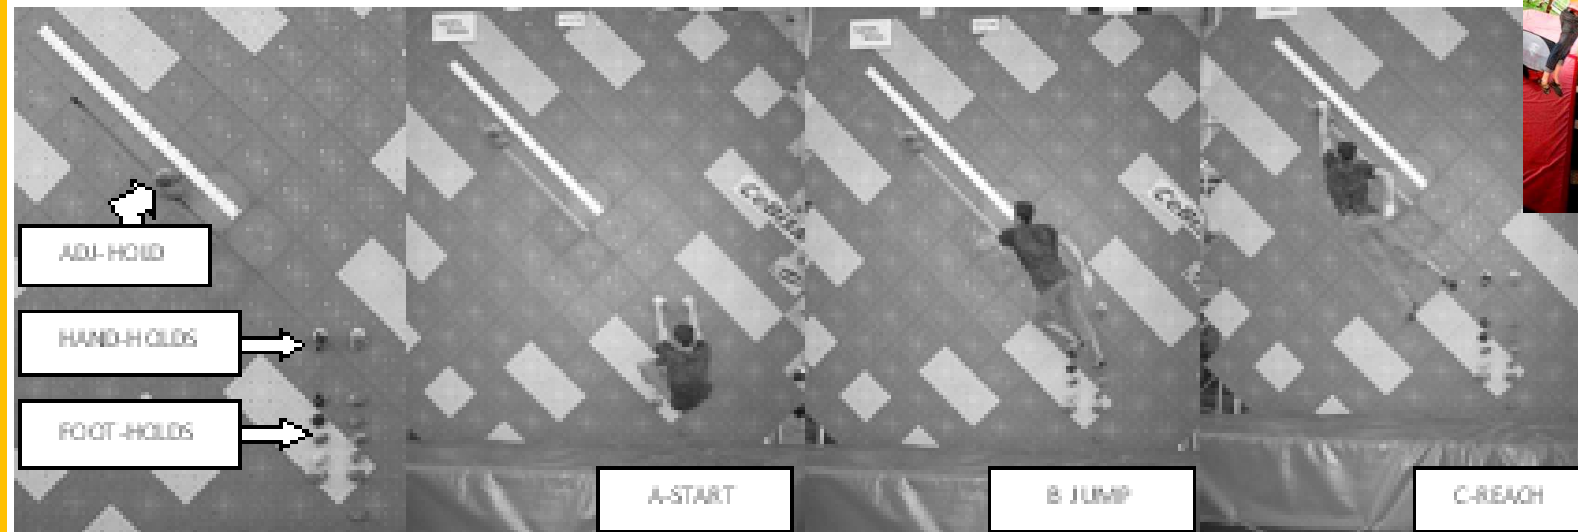 ADJ-HOLD
HAND-HOLDS
FOOT-HOLDS
A-START
B JUMP
C-REACH